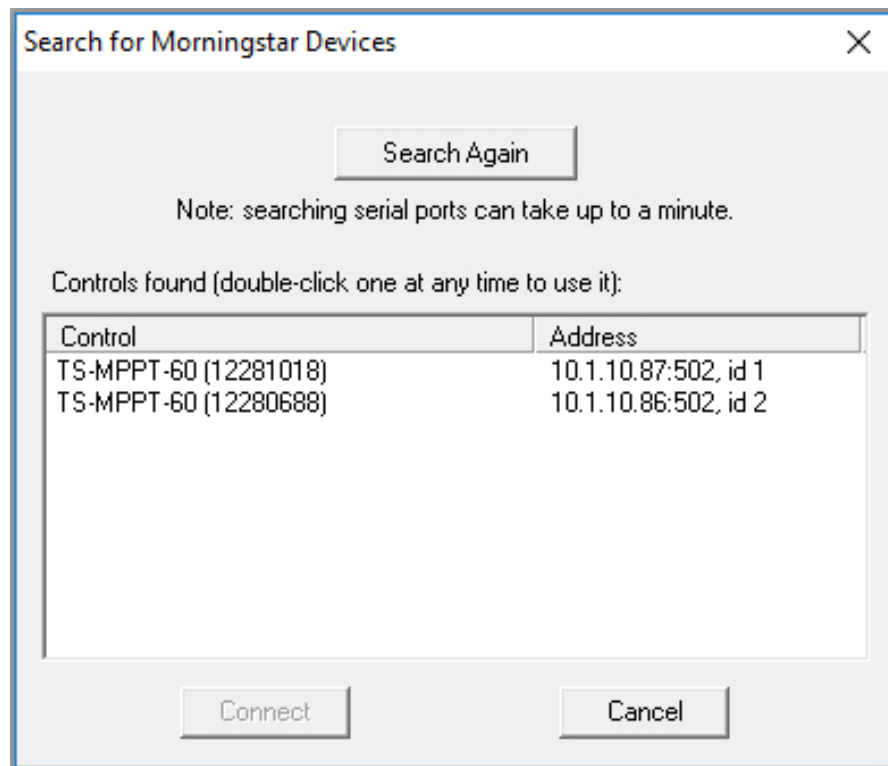 Search for Morningstar Devices
Search Again
Note: searching serial ports can take up to a minute.
Controls found (double-click one at any time to use it):
Control Address
TS-MPPT-60 (12281018) 10.1.10.87:502, id 1
TS-MPPT-60 (12280688) 10.1.10.86:502, id 2
Connect Cancel